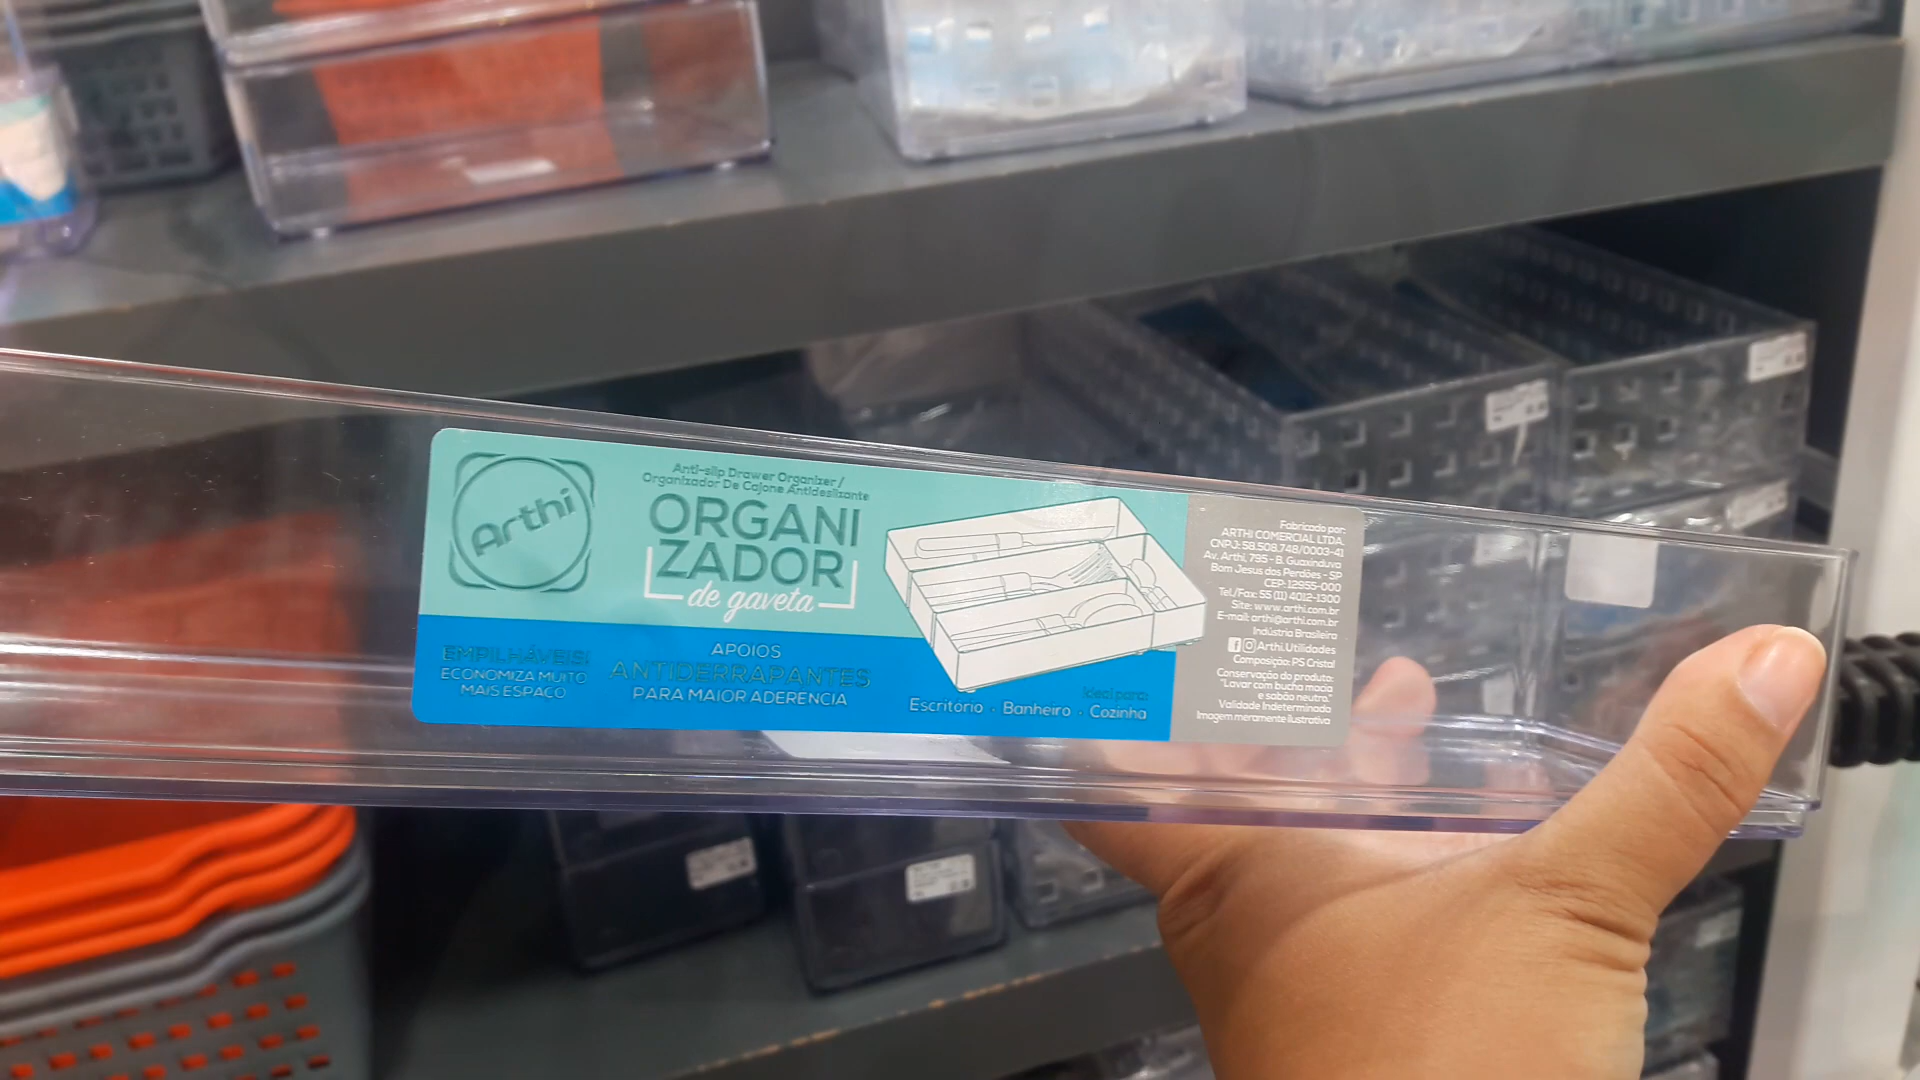 Arthi
Anti-slip Drawer Organizer /
Organizador De Cajone Antideslizante
ORGANI
ZADOR
de gaveta
EMPILHÁVEIS!
ECONOMIZA MUITO
MAIS ESPAÇO
APOIOS
ANTIDERRAPANTES
PARA MAIOR ADERENCIA
Ideal para:
Escritório · Banheiro · Cozinha
Fabricado por:
ARTHI COMERCIAL LTDA.
CNPJ: 58.508.748/0003-41
Av. Arthi, 795 - B. Guaxinduva
Bom Jesus dos Perdões - SP
CEP: 12955-000
Tel./Fax: 55 (11) 4012-1300
Site: www.arthi.com.br
E-mail: arthi@arthi.com.br
Indústria Brasileira
Arthi.Utilidades
Composição: PS Cristal
Conservação do produto:
"Lavar com bucha macia
e sabão neutro."
Validade Indeterminada
Imagem meramente ilustrativa